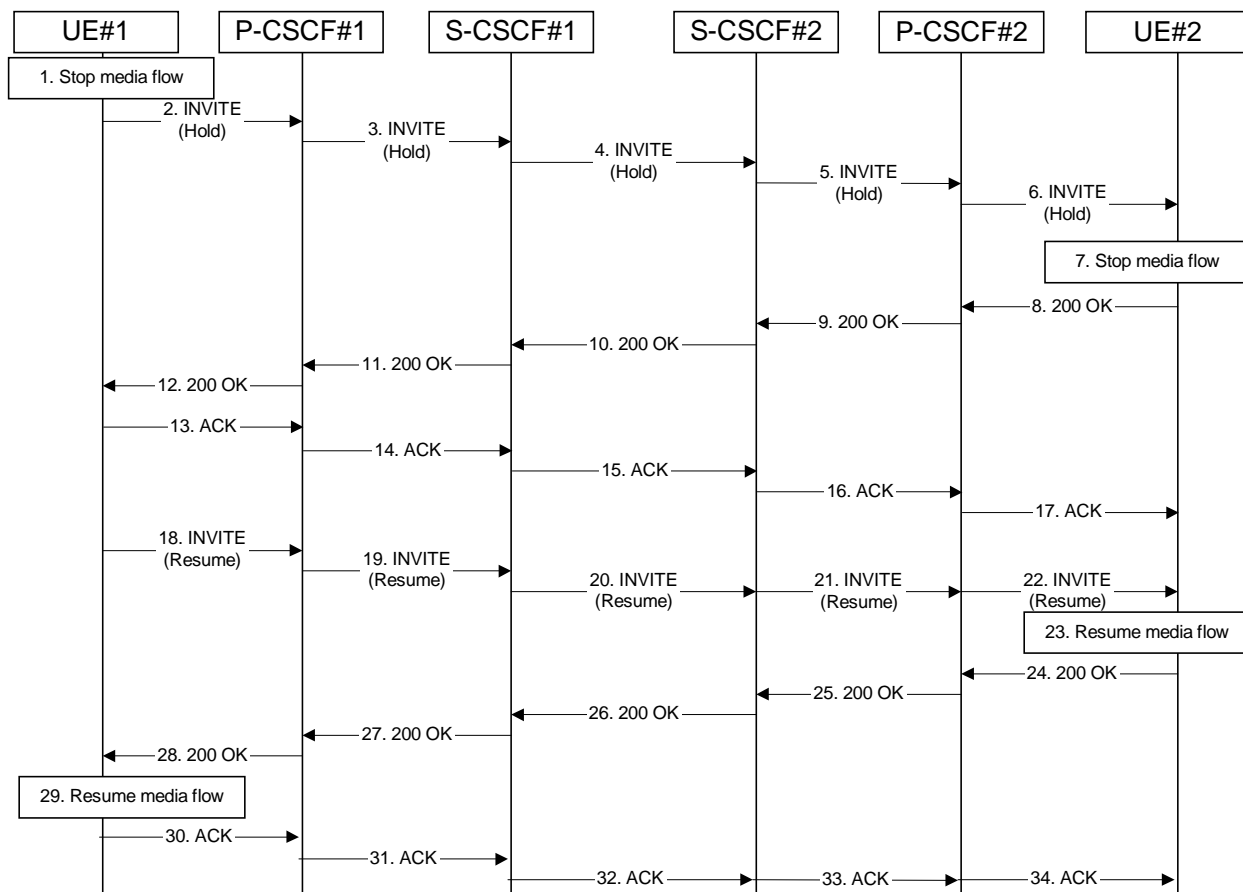 UE#1
P-CSCF#1
S-CSCF#1
S-CSCF#2
P-CSCF#2
UE#2
1. Stop media flow
2. INVITE
(Hold)
3. INVITE
(Hold)
4. INVITE
(Hold)
5. INVITE
(Hold)
6. INVITE
(Hold)
7. Stop media flow
8. 200 OK
9. 200 OK
10. 200 OK
11. 200 OK
12. 200 OK
13. ACK
14. ACK
15. ACK
16. ACK
17. ACK
18. INVITE
(Resume)
19. INVITE
(Resume)
20. INVITE
(Resume)
21. INVITE
(Resume)
22. INVITE
(Resume)
23. Resume media flow
24. 200 OK
25. 200 OK
26. 200 OK
27. 200 OK
28. 200 OK
29. Resume media flow
30. ACK
31. ACK
32. ACK
33. ACK
34. ACK